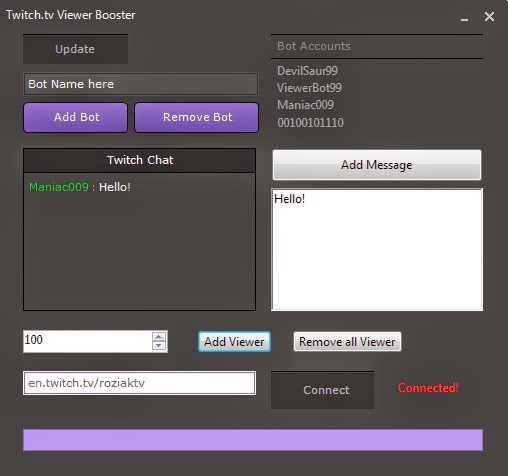 Twitch.tv Viewer Booster
Update
Bot Accounts
Bot Name here
DevilSaur99
ViewerBot99
Maniac009
00100101110
Add Bot
Remove Bot
Twitch Chat
Add Message
Maniac009 : Hello!
Hello!
100
Add Viewer
Remove all Viewer
en.twitch.tv/roziaktv
Connect
Connected!